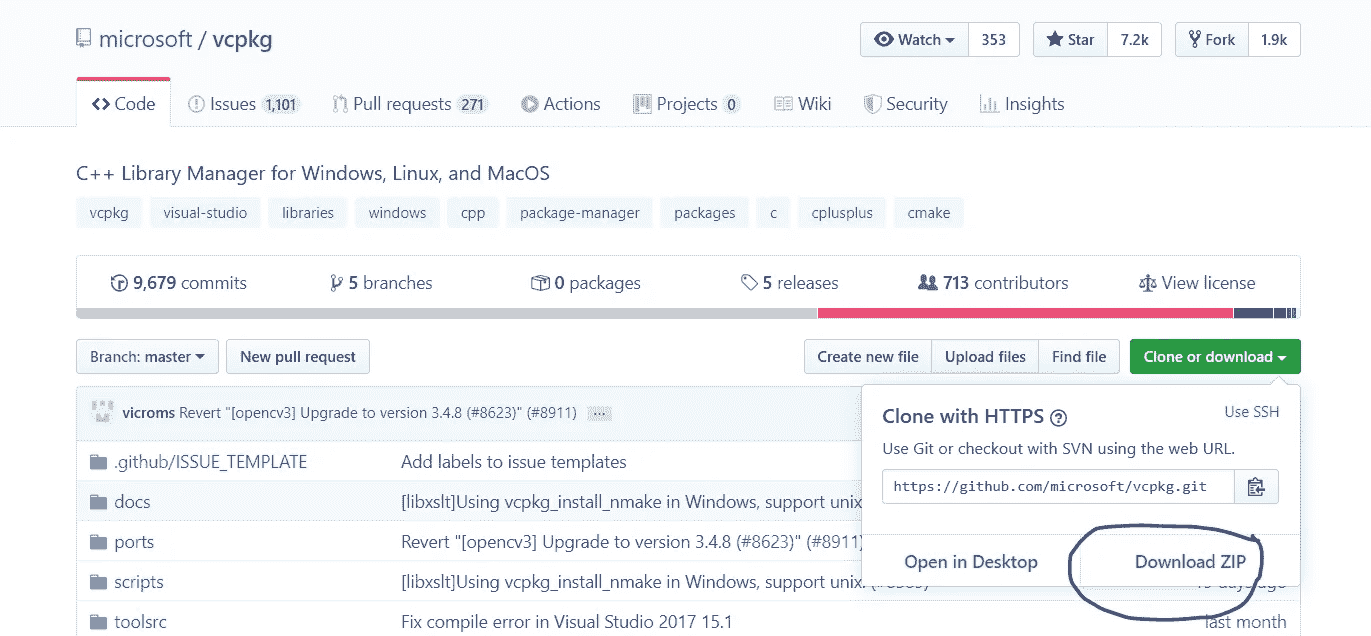 microsoft / vcpkg
Watch 353 Star 7.2k Fork 1.9k
Code Issues 1,101 Pull requests 271 Actions Projects 0 Wiki Security Insights
C++ Library Manager for Windows, Linux, and MacOS
vcpkg visual-studio libraries windows cpp package-manager packages c cplusplus cmake
9,679 commits 5 branches 0 packages 5 releases 713 contributors View license
Branch: master New pull request Create new file Upload files Find file Clone or download
vicroms Revert "[opencv3] Upgrade to version 3.4.8 (#8623)" (#8911) ...
Clone with HTTPS ? Use SSH
Use Git or checkout with SVN using the web URL.
https://github.com/microsoft/vcpkg.git
Open in Desktop Download ZIP
.github/ISSUE_TEMPLATE Add labels to issue templates
docs [libxslt]Using vcpkg_install_nmake in Windows, support unix
ports Revert "[opencv3] Upgrade to version 3.4.8 (#8623)" (#8911)
scripts [libxslt]Using vcpkg_install_nmake in Windows, support unix. days ago
toolsrc Fix compile error in Visual Studio 2017 15.1 last month